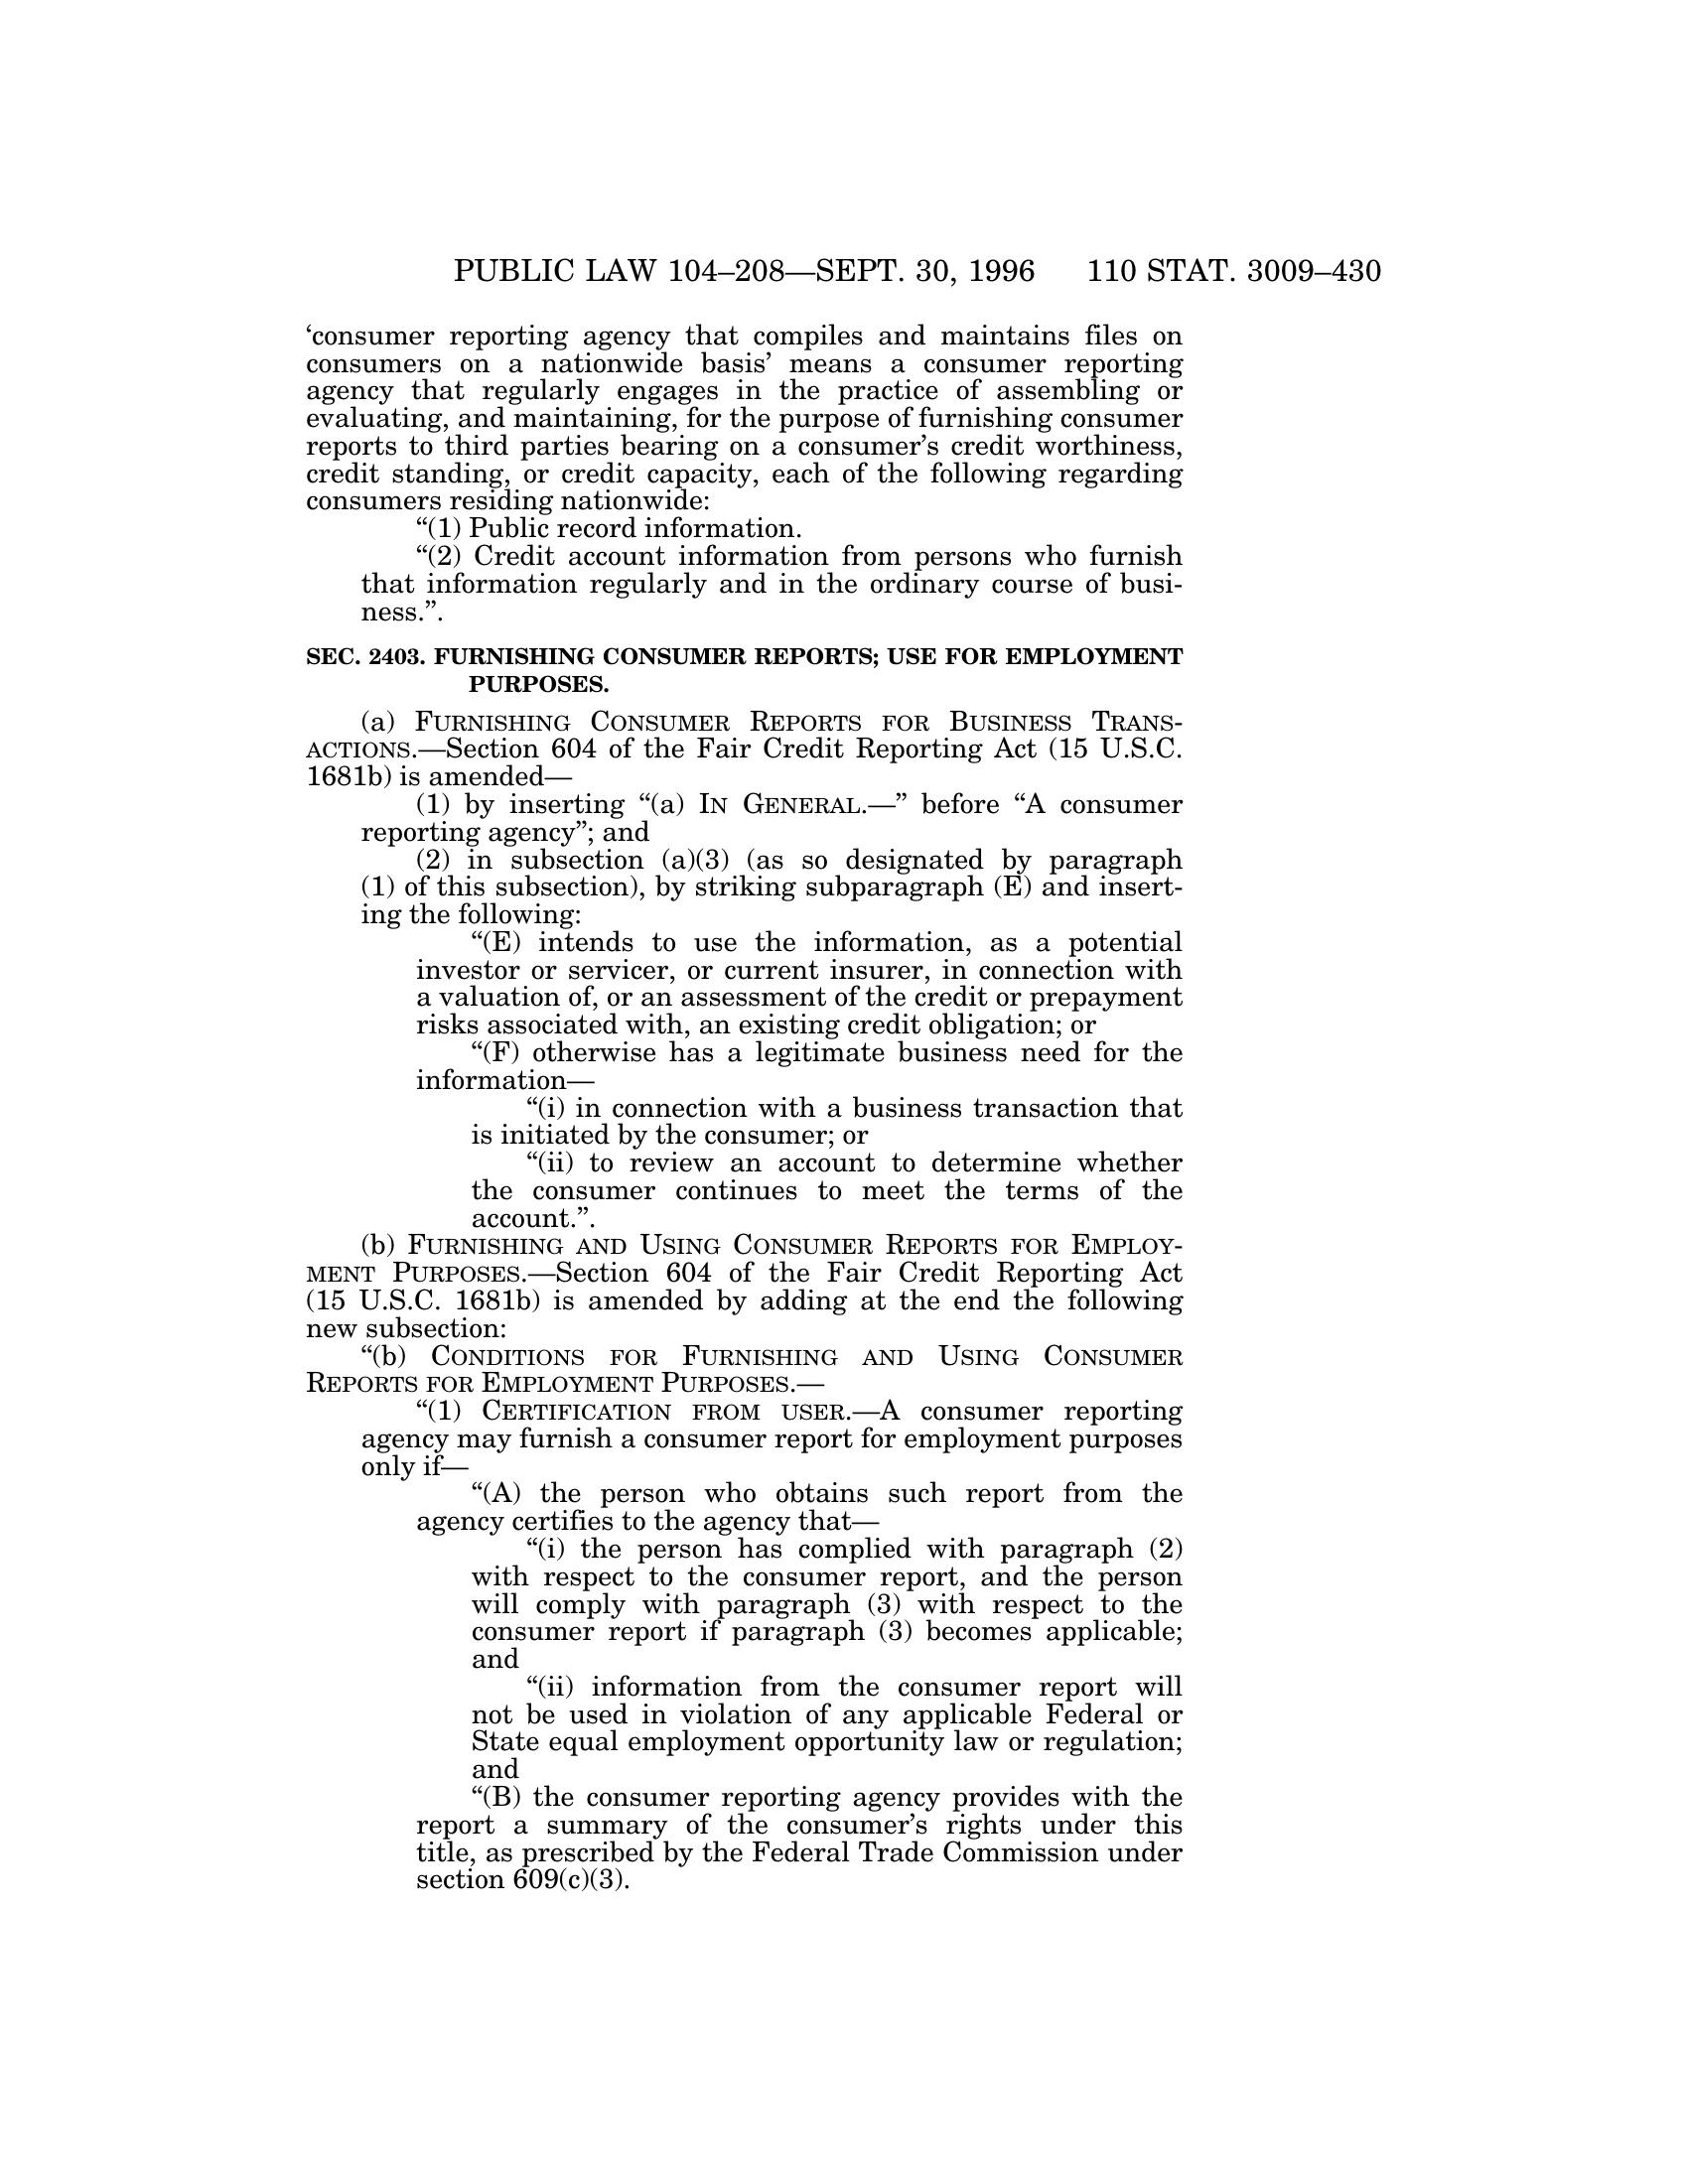 PUBLIC LAW 104–208—SEPT. 30, 1996 110 STAT. 3009–430
‘consumer reporting agency that compiles and maintains files on
consumers on a nationwide basis’ means a consumer reporting
agency that regularly engages in the practice of assembling or
evaluating, and maintaining, for the purpose of furnishing consumer
reports to third parties bearing on a consumer’s credit worthiness,
credit standing, or credit capacity, each of the following regarding
consumers residing nationwide:
“(1) Public record information.
“(2) Credit account information from persons who furnish
that information regularly and in the ordinary course of busi-
ness.”.
SEC. 2403. FURNISHING CONSUMER REPORTS; USE FOR EMPLOYMENT
PURPOSES.
(a) FURNISHING CONSUMER REPORTS FOR BUSINESS TRANS-
ACTIONS.—Section 604 of the Fair Credit Reporting Act (15 U.S.C.
1681b) is amended—
(1) by inserting “(a) IN GENERAL.—” before “A consumer
reporting agency”; and
(2) in subsection (a)(3) (as so designated by paragraph
(1) of this subsection), by striking subparagraph (E) and insert-
ing the following:
“(E) intends to use the information, as a potential
investor or servicer, or current insurer, in connection with
a valuation of, or an assessment of the credit or prepayment
risks associated with, an existing credit obligation; or
“(F) otherwise has a legitimate business need for the
information—
“(i) in connection with a business transaction that
is initiated by the consumer; or
“(ii) to review an account to determine whether
the consumer continues to meet the terms of the
account.”.
(b) FURNISHING AND USING CONSUMER REPORTS FOR EMPLOY-
MENT PURPOSES.—Section 604 of the Fair Credit Reporting Act
(15 U.S.C. 1681b) is amended by adding at the end the following
new subsection:
“(b) CONDITIONS FOR FURNISHING AND USING CONSUMER
REPORTS FOR EMPLOYMENT PURPOSES.—
“(1) CERTIFICATION FROM USER.—A consumer reporting
agency may furnish a consumer report for employment purposes
only if—
“(A) the person who obtains such report from the
agency certifies to the agency that—
“(i) the person has complied with paragraph (2)
with respect to the consumer report, and the person
will comply with paragraph (3) with respect to the
consumer report if paragraph (3) becomes applicable;
and
“(ii) information from the consumer report will
not be used in violation of any applicable Federal or
State equal employment opportunity law or regulation;
and
“(B) the consumer reporting agency provides with the
report a summary of the consumer’s rights under this
title, as prescribed by the Federal Trade Commission under
section 609(c)(3).